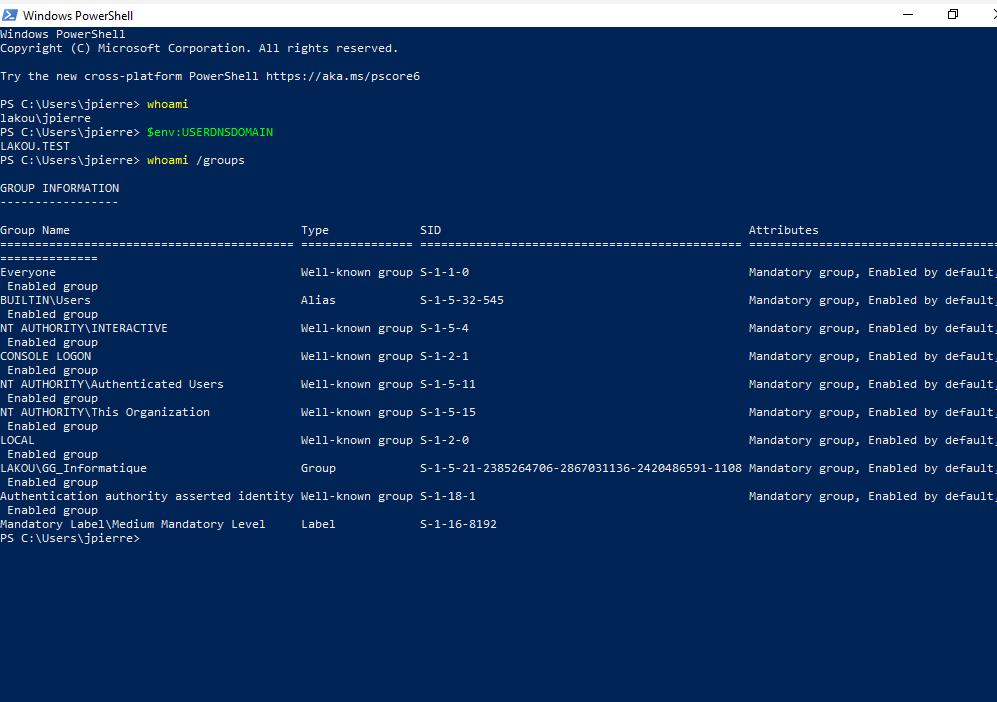 Windows PowerShell
Windows PowerShell
Copyright (C) Microsoft Corporation. All rights reserved.
Try the new cross-platform PowerShell https://aka.ms/pscore6
PS C:\Users\jpierre> whoami
lakou\jpierre
PS C:\Users\jpierre> $env:USERDNSDOMAIN
LAKOU.TEST
PS C:\Users\jpierre> whoami /groups
GROUP INFORMATION
-----------------
Group Name Type SID Attributes
========================================== ================ ============================================== ===================================
==============
Everyone Well-known group S-1-1-0 Mandatory group, Enabled by default,
Enabled group
BUILTIN\Users Alias S-1-5-32-545 Mandatory group, Enabled by default,
Enabled group
NT AUTHORITY\INTERACTIVE Well-known group S-1-5-4 Mandatory group, Enabled by default,
Enabled group
CONSOLE LOGON Well-known group S-1-2-1 Mandatory group, Enabled by default,
Enabled group
NT AUTHORITY\Authenticated Users Well-known group S-1-5-11 Mandatory group, Enabled by default,
Enabled group
NT AUTHORITY\This Organization Well-known group S-1-5-15 Mandatory group, Enabled by default,
Enabled group
LOCAL Well-known group S-1-2-0 Mandatory group, Enabled by default,
Enabled group
LAKOU\GG_Informatique Group S-1-5-21-2385264706-2867031136-2420486591-1108 Mandatory group, Enabled by default,
Enabled group
Authentication authority asserted identity Well-known group S-1-18-1 Mandatory group, Enabled by default,
Enabled group
Mandatory Label\Medium Mandatory Level Label S-1-16-8192
PS C:\Users\jpierre>